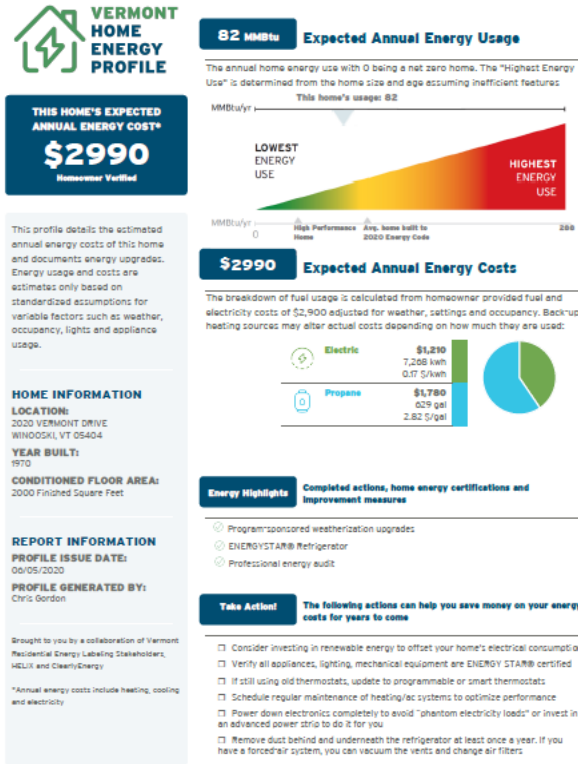 VERMONT
HOME
ENERGY
PROFILE
THIS HOME'S EXPECTED
ANNUAL ENERGY COST*
$2990
Homeowner Verified
This profile details the estimated
annual energy costs of this home
and documents energy upgrades.
Energy usage and costs are
estimates only based on
standardized assumptions for
variable factors such as weather,
occupancy, lights and appliance
usage.
HOME INFORMATION
LOCATION:
2020 VERMONT DRIVE
WINOOSKI, VT 05404
YEAR BUILT:
1970
CONDITIONED FLOOR AREA:
2000 Finished Square Feet
REPORT INFORMATION
PROFILE ISSUE DATE:
06/05/2020
PROFILE GENERATED BY:
Chris Gordon
Brought to you by a collaboration of Vermont
Residential Energy Labeling Stakeholders,
HELIX and ClearlyEnergy
*Annual energy costs include heating, cooling
and electricity
82 MMBtu Expected Annual Energy Usage
The annual home energy use with 0 being a net zero home. The "Highest Energy
Use" is determined from the home size and age assuming inefficient features
This home's usage: 82
MMBtu/yr
LOWEST
ENERGY
USE
HIGHEST
ENERGY
USE
MMBtu/yr
0
High Performance
Home
Avg. home built to
2020 Energy Code
288
$2990 Expected Annual Energy Costs
The breakdown of fuel usage is calculated from homeowner provided fuel and
electricity costs of $2,900 adjusted for weather, settings and occupancy. Back-up
heating sources may alter actual costs depending on how much they are used:
Electric $1,210
7,268 kwh
0.17 $/kwh
Propane $1,780
629 gal
2.82 $/gal
Energy Highlights Completed actions, home energy certifications and
improvement measures
Program-sponsored weatherization upgrades
ENERGYSTAR® Refrigerator
Professional energy audit
Take Action! The following actions can help you save money on your energy
costs for years to come
Consider investing in renewable energy to offset your home's electrical consumptio
Verify all appliances, lighting, mechanical equipment are ENERGY STAR® certified
If still using old thermostats, update to programmable or smart thermostats
Schedule regular maintenance of heating/ac systems to optimize performance
Power down electronics completely to avoid "phantom electricity loads" or invest in
an advanced power strip to do it for you
Remove dust behind and underneath the refrigerator at least once a year. If you
have a forced-air system, you can vacuum the vents and change air filters